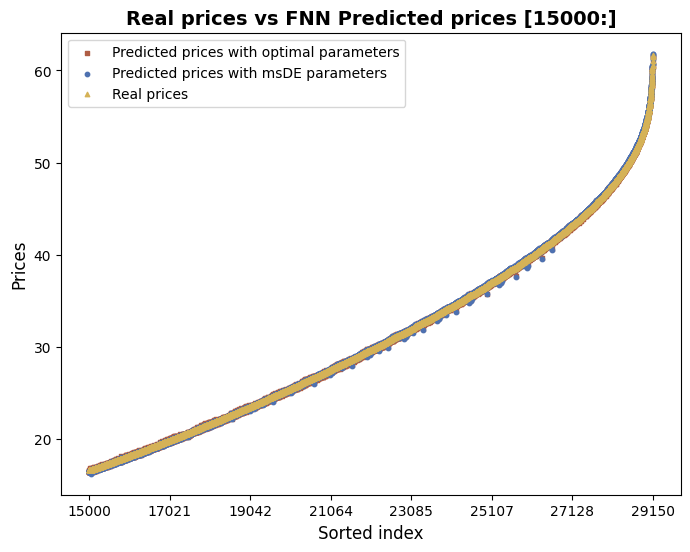 Real prices vs FNN Predicted prices [15000:]
Predicted prices with optimal parameters
Predicted prices with msDE parameters
Real prices
Prices
60
50
40
30
20
15000 17021 19042 21064 23085 25107 27128 29150
Sorted index